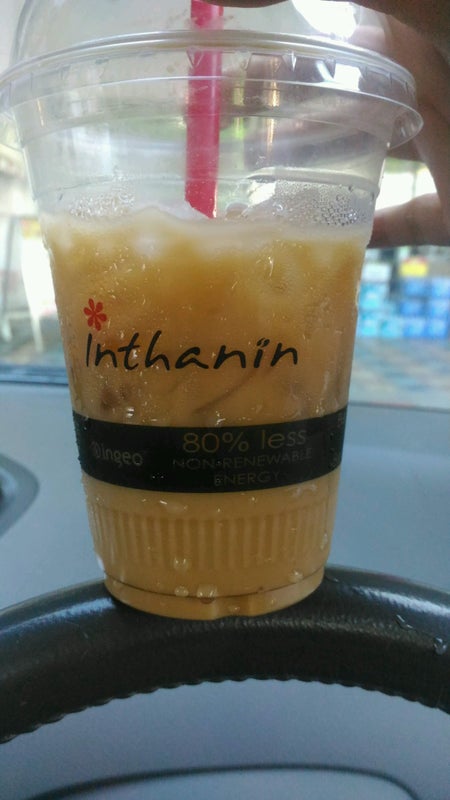 Inthanin
ingeo
80% less
NON-RENEWABLE
ENERGY